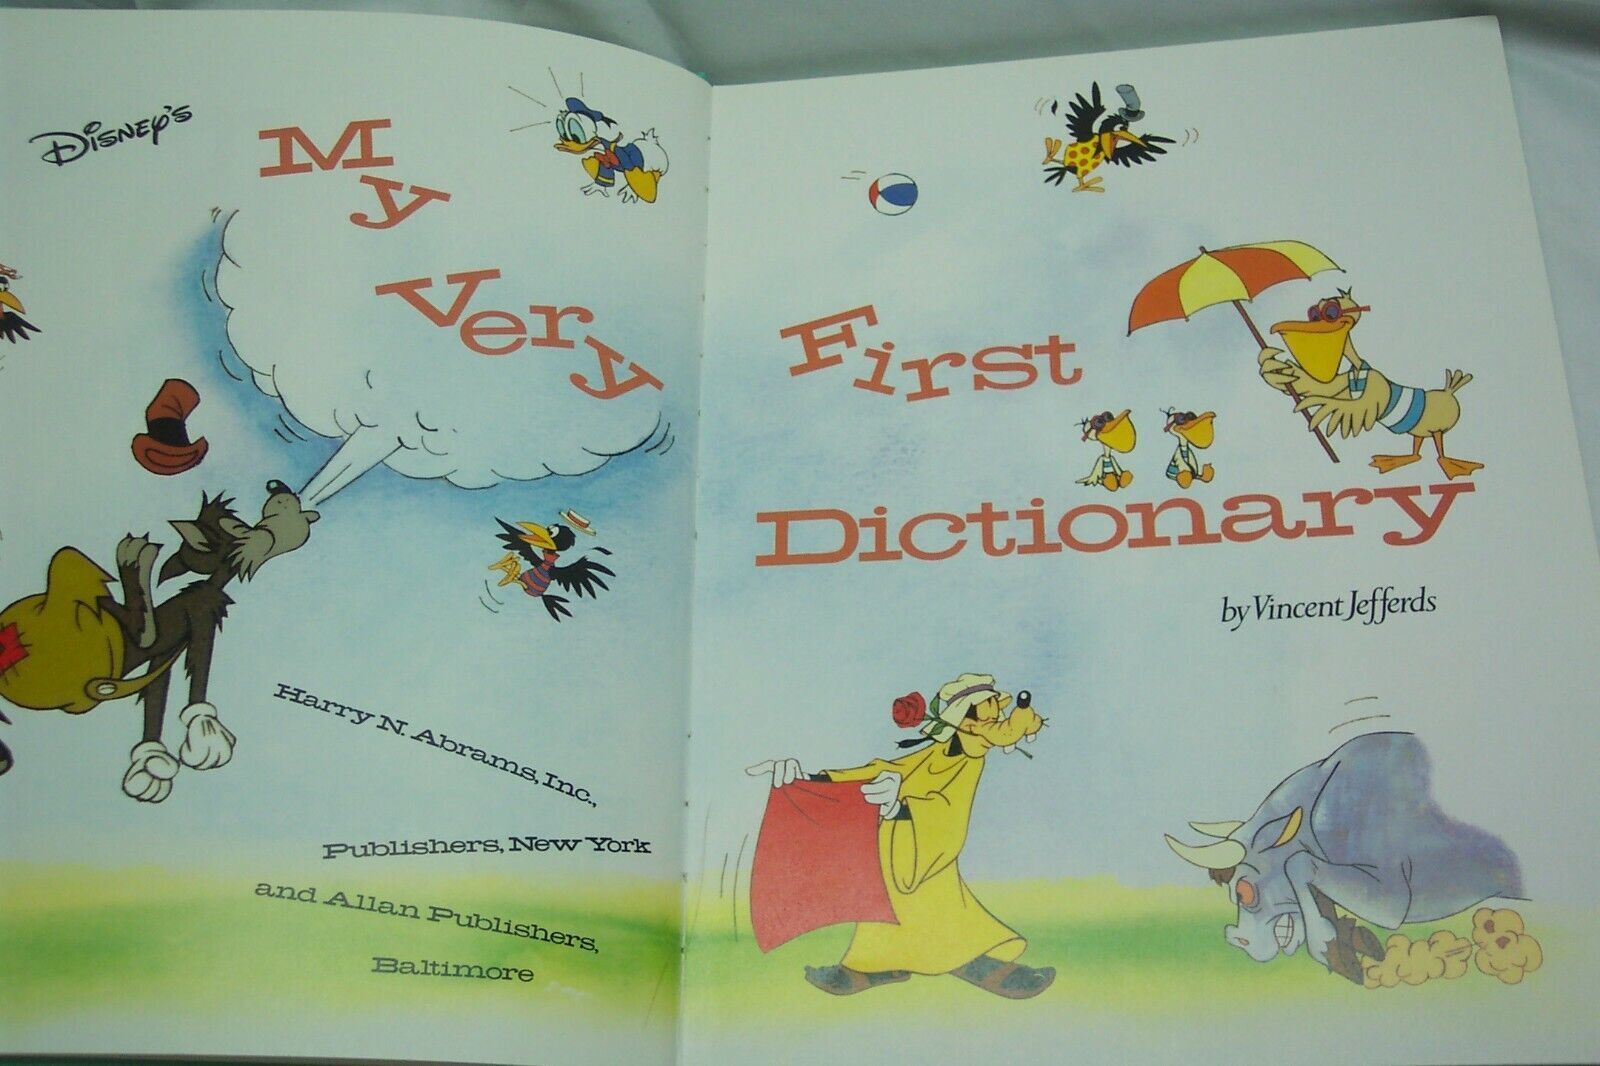 Disney's
My
Very
First
Dictionary
by Vincent Jefferds
Harry N. Abrams, Inc.,
Publishers, New York
and Allan Publishers,
Baltimore